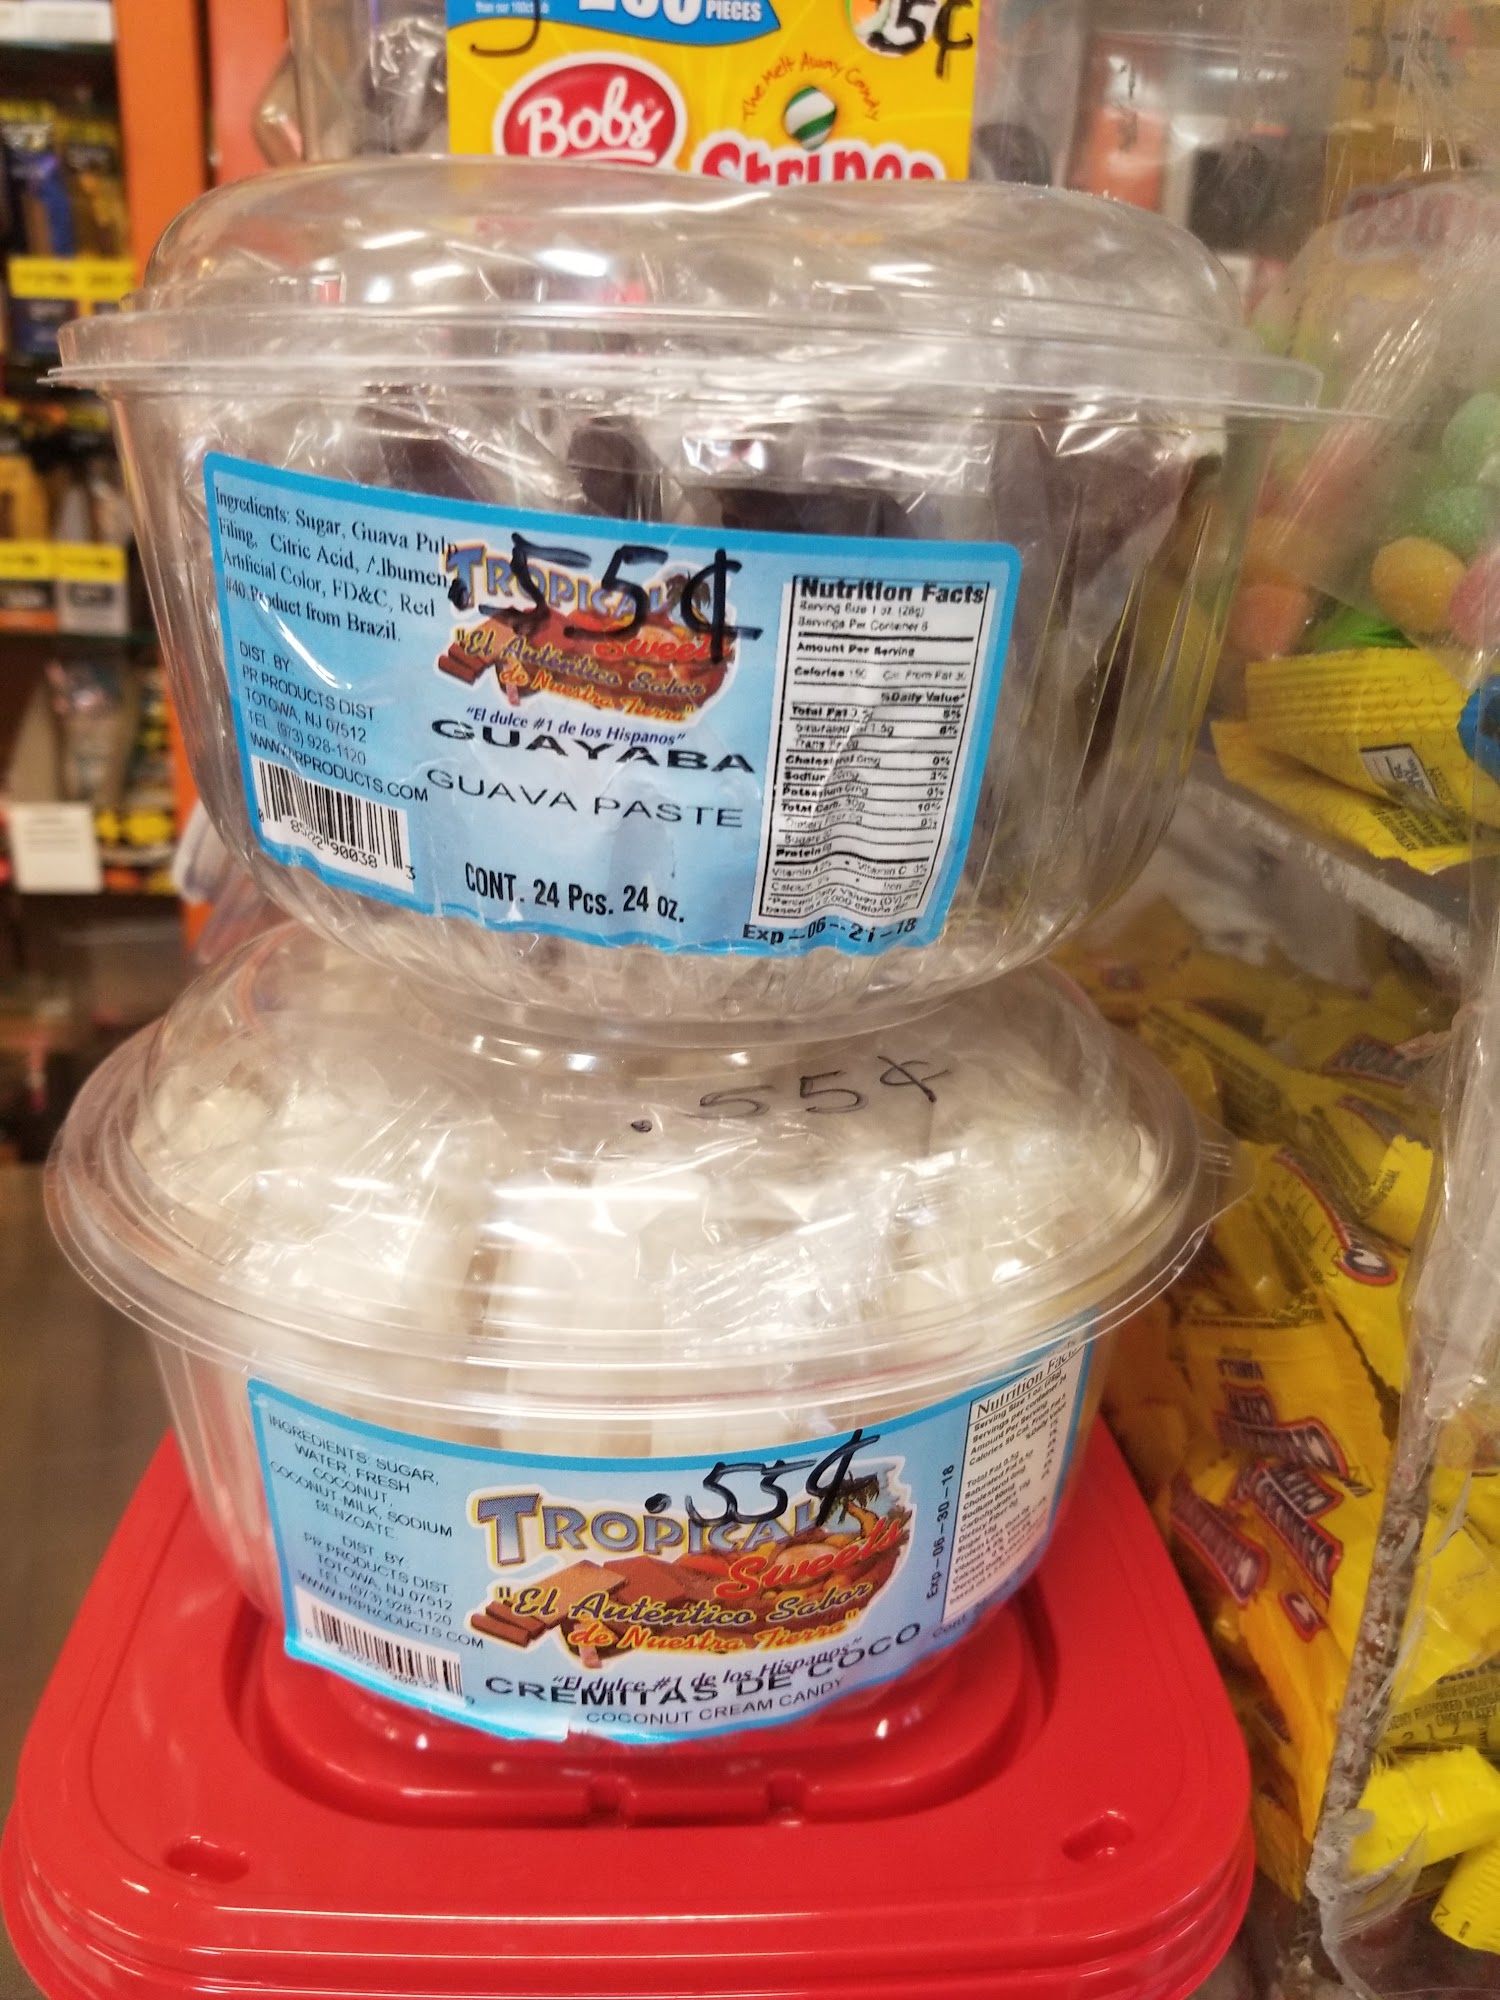 PIECES
5¢
Bobs
The Melt Away Candy
Ingredients: Sugar, Guava Pulp
Filing, Citric Acid, Albumen,
Artificial Color, FD&C, Red
#40. Product from Brazil.
DIST. BY
PR PRODUCTS DIST
TOTOWA, NJ 07512
TEL (973) 928-1120
WWW.PRPRODUCTS.COM
.55¢
TROPICAL
Sweets
"El Auténtico Sabor
de Nuestra Tierra"
"El dulce #1 de los Hispanos"
GUAYABA
GUAVA PASTE
CONT. 24 Pcs. 24 oz.
Nutrition Facts
Serving Size 1 oz. (28g)
Servings Per Container 6
Amount Per Serving
%Daily Value*
Total Fat
Sodium
Total Carb.
Protein
Exp--06--21-18
.55¢
INGREDIENTS: SUGAR,
WATER, FRESH
COCONUT,
COCONUT MILK, SODIUM
BENZOATE
DIST. BY
PR PRODUCTS DIST
TOTOWA, NJ 07512
TEL. (973) 928-1120
WWW.PRPRODUCTS.COM
.55¢
TROPICAL
Sweets
"El Auténtico Sabor
de Nuestra Tierra"
"El dulce #1 de los Hispanos"
CREMITAS DE COCO
COCONUT CREAM CANDY
Exp--06-30-18
Nutrition Facts
VANILLA